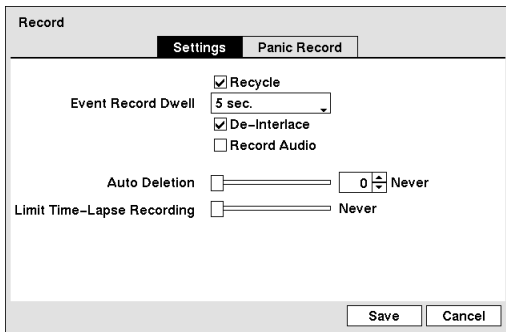 Record
Settings Panic Record
Recycle
Event Record Dwell 5 sec.
De-Interlace
Record Audio
Auto Deletion 0 Never
Limit Time-Lapse Recording Never
Save Cancel